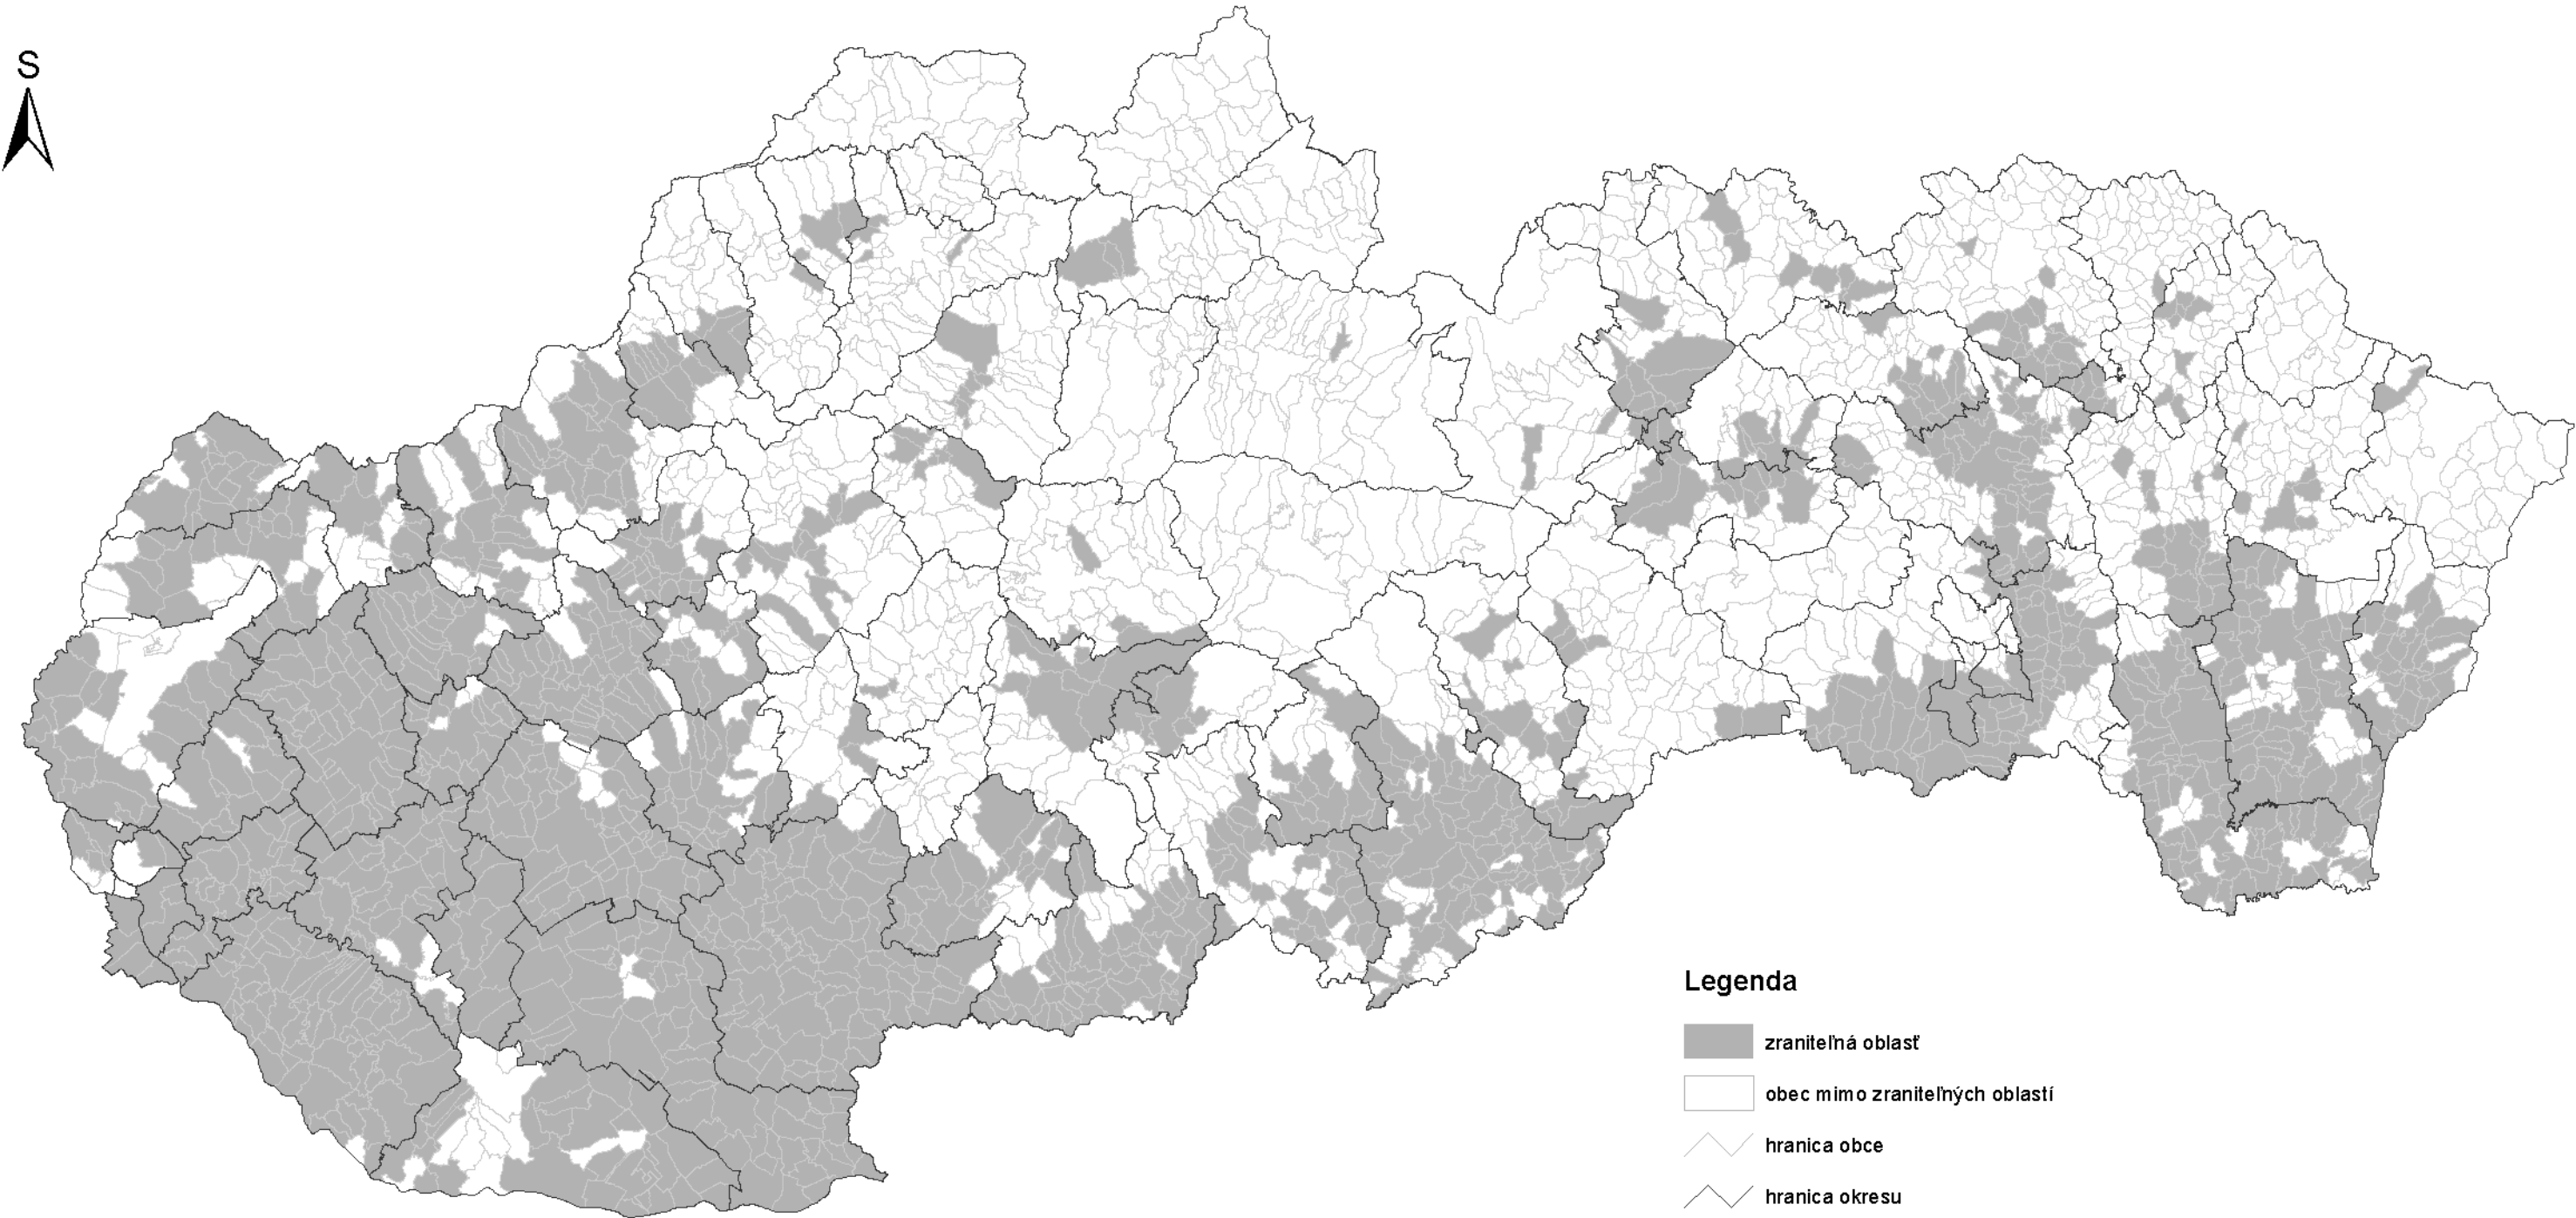 S
Legenda
zraniteľná oblasť
obec mimo zraniteľných oblastí
hranica obce
hranica okresu